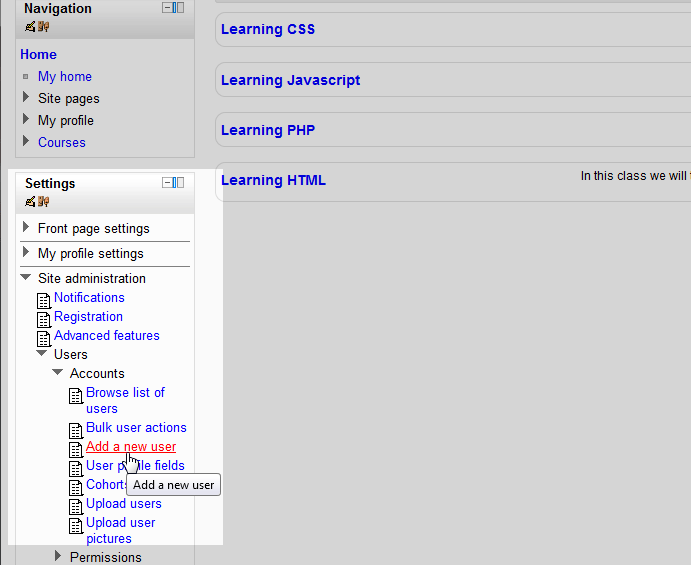 Navigation
Home
My home
Site pages
My profile
Courses
Learning CSS
Learning Javascript
Learning PHP
Learning HTML
In this class we will
Settings
Front page settings
My profile settings
Site administration
Notifications
Registration
Advanced features
Users
Accounts
Browse list of
users
Bulk user actions
Add a new user
User profile fields
Cohorts
Add a new user
Upload users
Upload user
pictures
Permissions